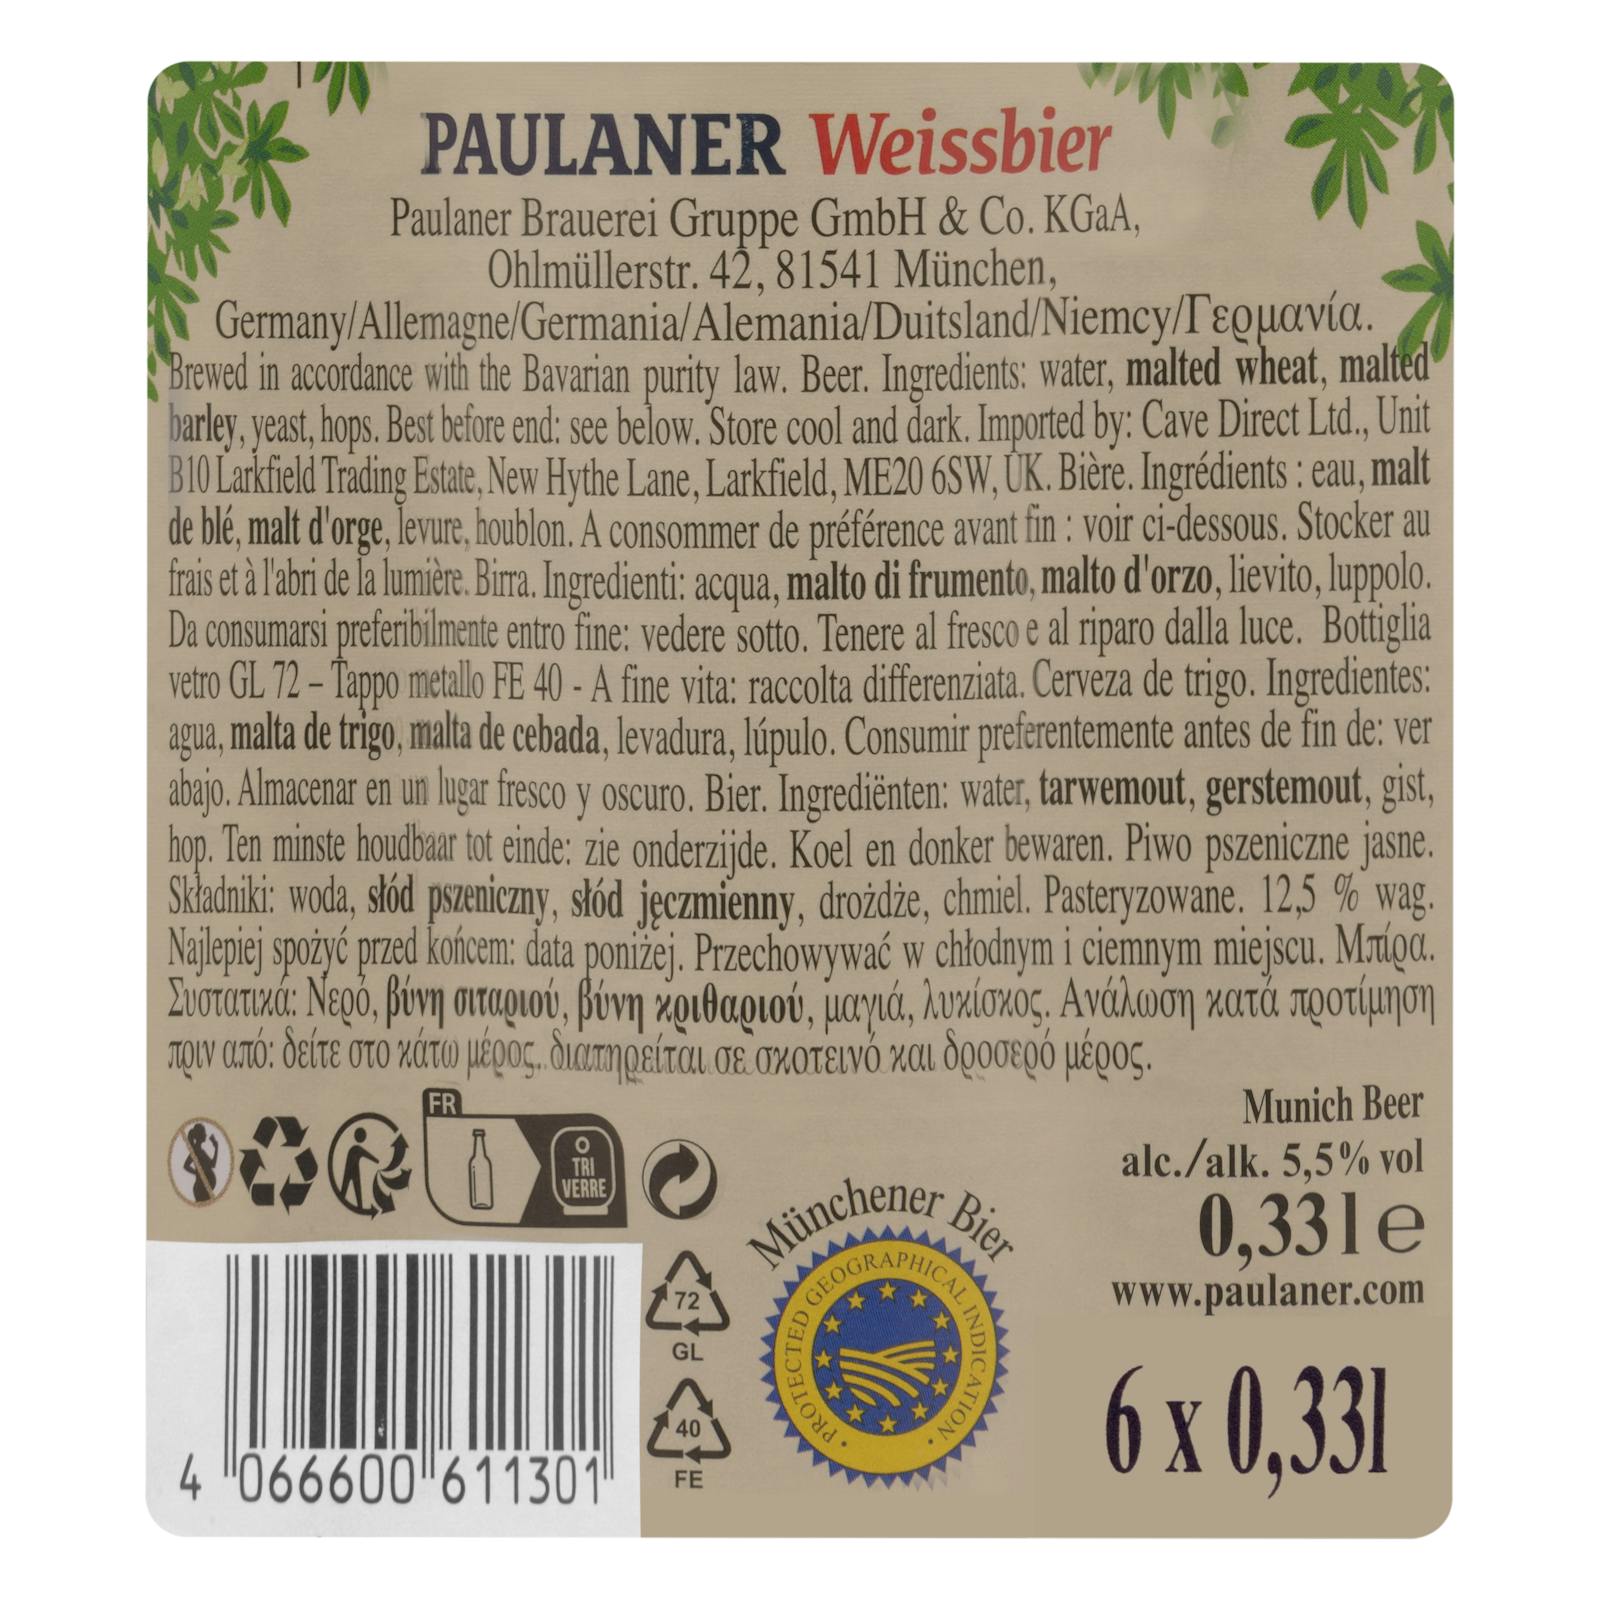 PAULANER Weissbier
Paulaner Brauerei Gruppe GmbH & Co. KGaA,
Ohlmüllerstr. 42, 81541 München,
Germany/Allemagne/Germania/Alemania/Duitsland/Niemcy/Γερμανία.
Brewed in accordance with the Bavarian purity law. Beer. Ingredients: water, malted wheat, malted
barley, yeast, hops. Best before end: see below. Store cool and dark. Imported by: Cave Direct Ltd., Unit
B10 Larkfield Trading Estate, New Hythe Lane, Larkfield, ME20 6SW, UK. Bière. Ingrédients : eau, malt
de blé, malt d'orge, levure, houblon. A consommer de préférence avant fin : voir ci-dessous. Stocker au
frais et à l'abri de la lumière. Birra. Ingredienti: acqua, malto di frumento, malto d'orzo, lievito, luppolo.
Da consumarsi preferibilmente entro fine: vedere sotto. Tenere al fresco e al riparo dalla luce. Bottiglia
vetro GL 72 – Tappo metallo FE 40 - A fine vita: raccolta differenziata. Cerveza de trigo. Ingredientes:
agua, malta de trigo, malta de cebada, levadura, lúpulo. Consumir preferentemente antes de fin de: ver
abajo. Almacenar en un lugar fresco y oscuro. Bier. Ingrediënten: water, tarwemout, gerstemout, gist,
hop. Ten minste houdbaar tot einde: zie onderzijde. Koel en donker bewaren. Piwo pszeniczne jasne.
Składniki: woda, słód pszeniczny, słód jęczmienny, drożdże, chmiel. Pasteryzowane. 12,5 % wag.
Najlepiej spożyć przed końcem: data poniżej. Przechowywać w chłodnym i ciemnym miejscu. Μπίρα.
Συστατικά: Νερό, βύνη σιταριού, βύνη κριθαριού, μαγιά, λυκίσκος. Ανάλωση κατά προτίμηση
πριν από: δείτε στο κάτω μέρος. διατηρείται σε σκοτεινό και δροσερό μέρος.
FR
TRI
VERRE
Munich Beer
alc./alk. 5,5% vol
0,33 l e
www.paulaner.com
Münchener Bier
PROTECTED GEOGRAPHICAL INDICATION
72
GL
40
FE
6 x 0,33l
4 066600 611301